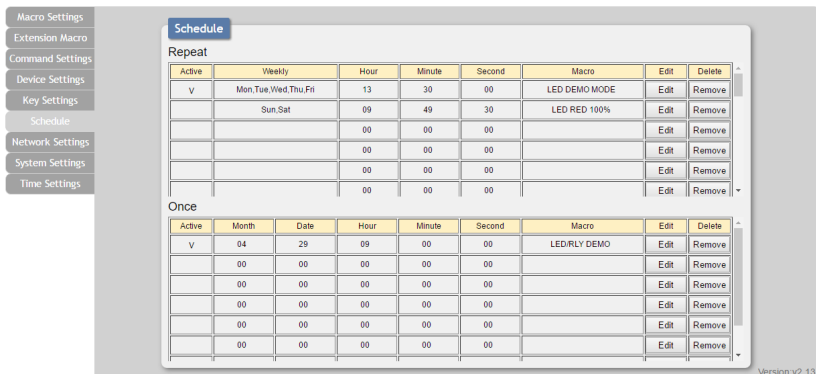 Macro Settings
Extension Macro
Command Settings
Device Settings
Key Settings
Schedule
Network Settings
System Settings
Time Settings
Schedule
Repeat
Active Weekly Hour Minute Second Macro Edit Delete
V Mon,Tue,Wed,Thu,Fri 13 30 00 LED DEMO MODE Edit Remove
Sun,Sat 09 49 30 LED RED 100% Edit Remove
00 00 00 Edit Remove
00 00 00 Edit Remove
00 00 00 Edit Remove
00 00 00 Edit Remove
Once
Active Month Date Hour Minute Second Macro Edit Delete
V 04 29 09 00 00 LED/RLY DEMO Edit Remove
00 00 00 00 00 Edit Remove
00 00 00 00 00 Edit Remove
00 00 00 00 00 Edit Remove
00 00 00 00 00 Edit Remove
00 00 00 00 00 Edit Remove
Version:v2.13